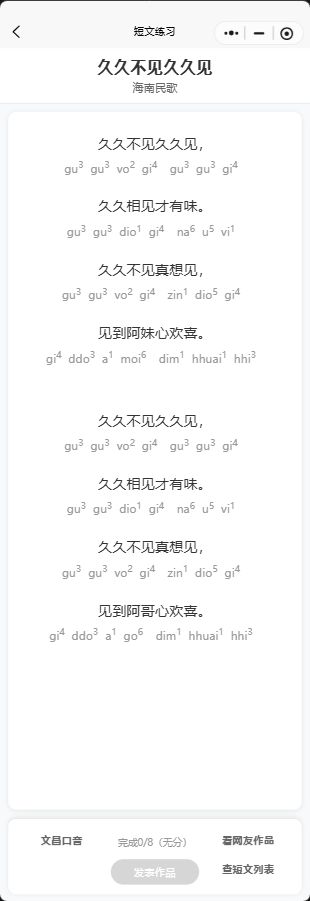 短文练习
久久不见久久见
海南民歌
久久不见久久见，
gu³ gu³ vo² gi⁴ gu³ gu³ gi⁴
久久相见才有味。
gu³ gu³ dio¹ gi⁴ na⁶ u⁵ vi¹
久久不见真想见，
gu³ gu³ vo² gi⁴ zin¹ dio⁵ gi⁴
见到阿妹心欢喜。
gi⁴ ddo³ a¹ moi⁶ dim¹ hhuai¹ hhi³
久久不见久久见，
gu³ gu³ vo² gi⁴ gu³ gu³ gi⁴
久久相见才有味。
gu³ gu³ dio¹ gi⁴ na⁶ u⁵ vi¹
久久不见真想见，
gu³ gu³ vo² gi⁴ zin¹ dio⁵ gi⁴
见到阿哥心欢喜。
gi⁴ ddo³ a¹ go⁶ dim¹ hhuai¹ hhi³
文昌口音 完成0/8（无分） 看网友作品
发表作品 查短文列表